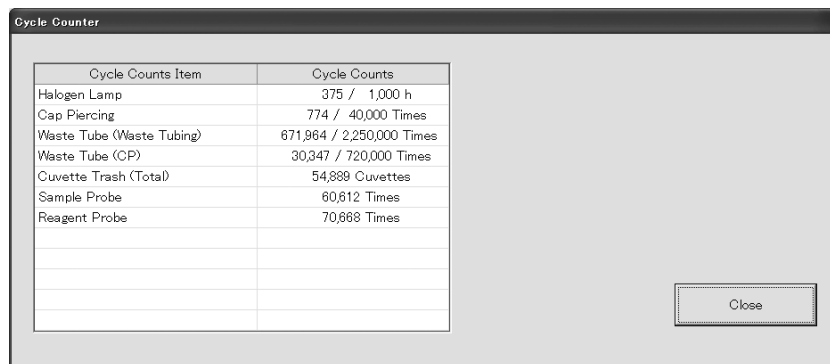 Cycle Counter
Cycle Counts Item Cycle Counts
Halogen Lamp 375 / 1,000 h
Cap Piercing 774 / 40,000 Times
Waste Tube (Waste Tubing) 671,964 / 2,250,000 Times
Waste Tube (CP) 30,347 / 720,000 Times
Cuvette Trash (Total) 54,889 Cuvettes
Sample Probe 60,612 Times
Reagent Probe 70,668 Times
Close